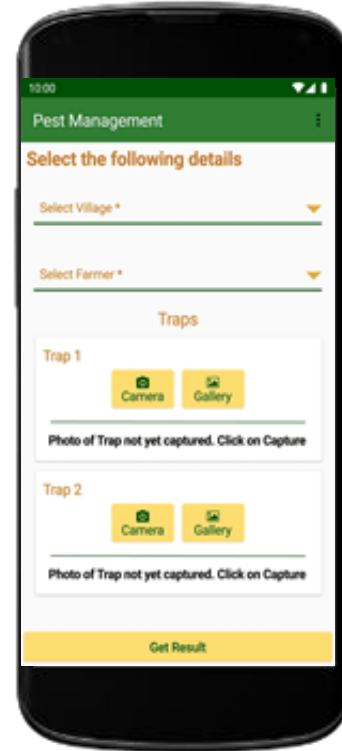 10:00
Pest Management
Select the following details
Select Village *
Select Farmer *
Traps
Trap 1
Camera Gallery
Photo of Trap not yet captured. Click on Capture
Trap 2
Camera Gallery
Photo of Trap not yet captured. Click on Capture
Get Result